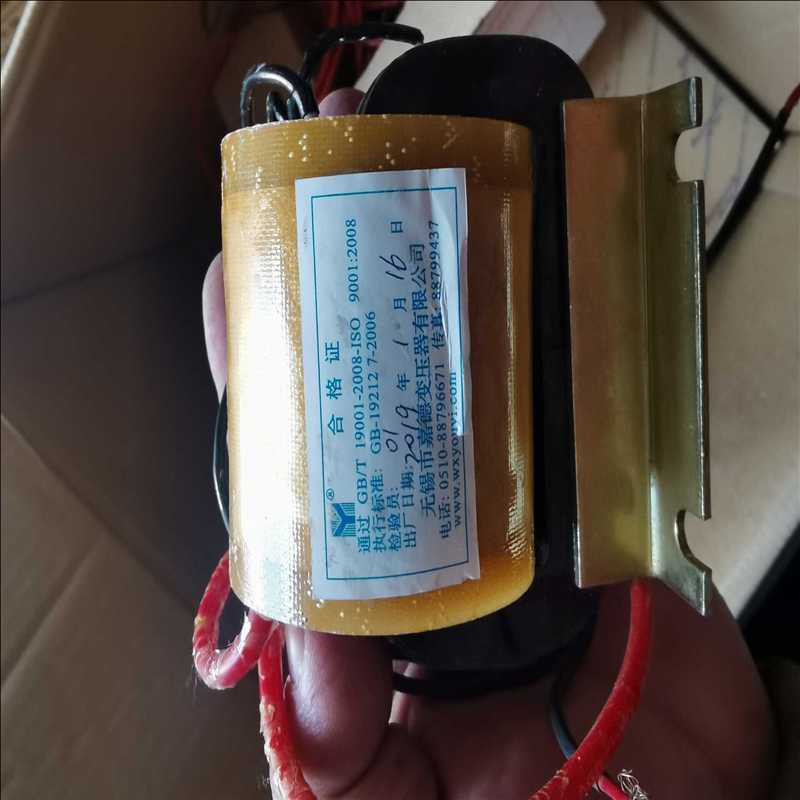 合格证
®
通过 GB/T 19001-2008-ISO 9001:2008
执行标准: GB-19212.7-2006
检验员: 01
出厂日期: 2019 年 1 月 16 日
无锡市嘉德变压器有限公司
电话: 0510-88796671 传真: 88799437
www.wxyouyi.com